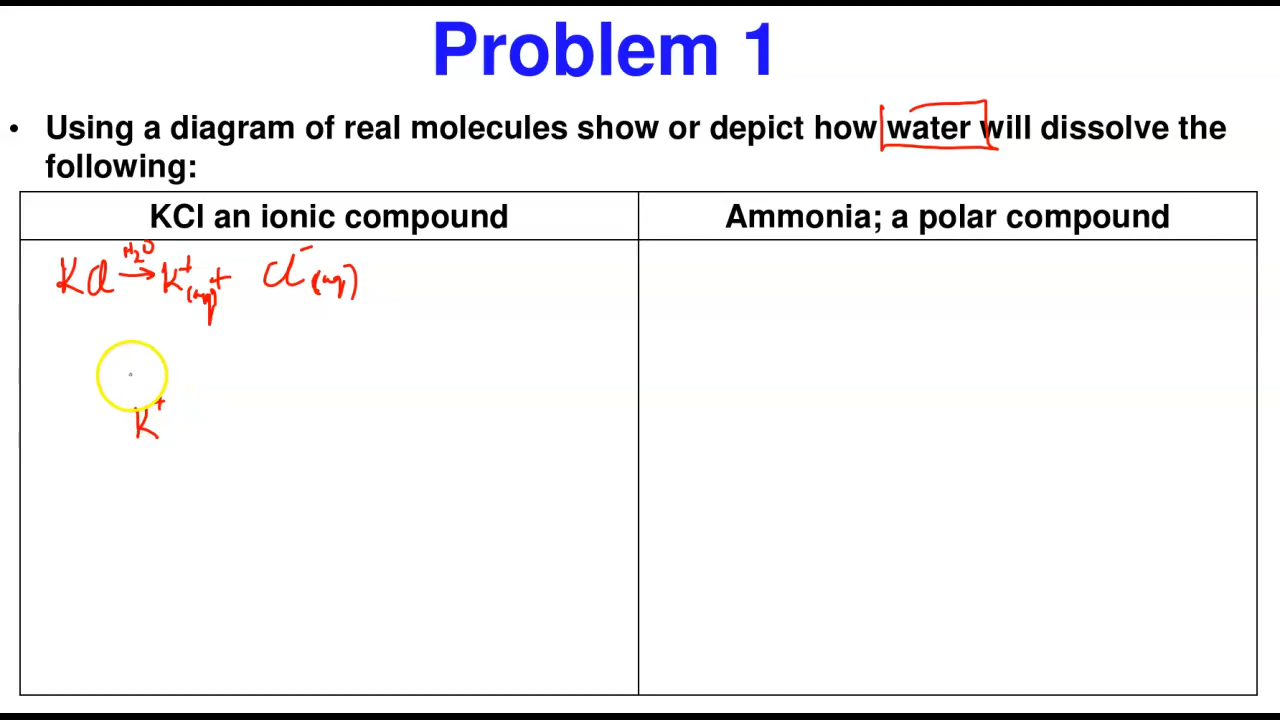 Problem 1
• Using a diagram of real molecules show or depict how water will dissolve the
following:
KCl an ionic compound
Ammonia; a polar compound
KCl →H₂O K⁺(aq) + Cl⁻(aq)
K⁺